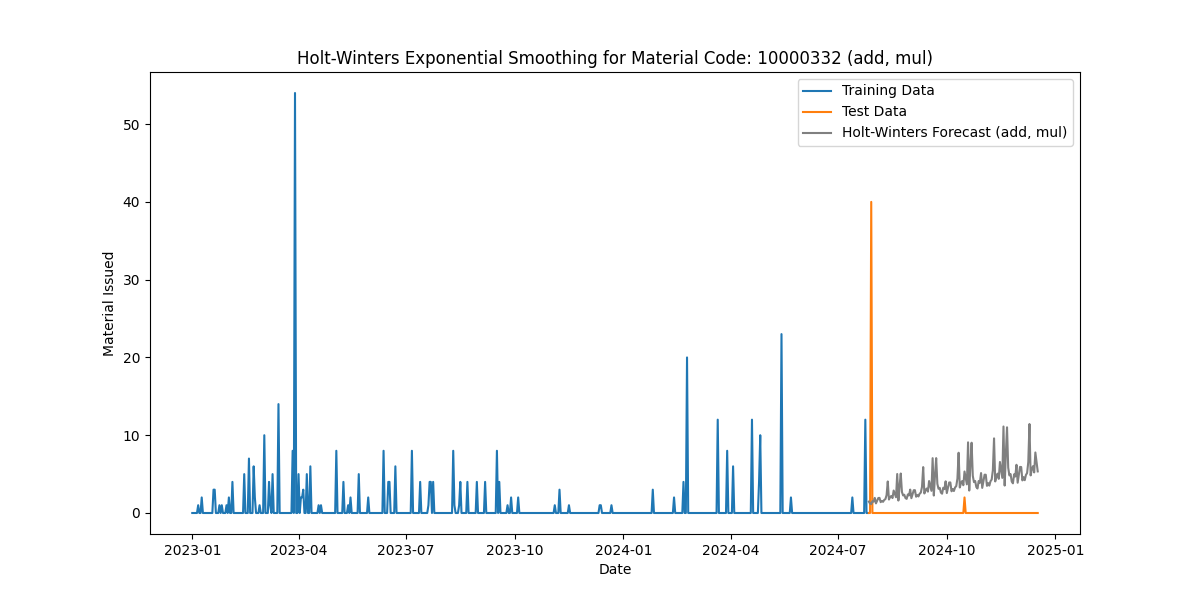 Holt-Winters Exponential Smoothing for Material Code: 10000332 (add, mul)
Training Data
Test Data
Holt-Winters Forecast (add, mul)
Material Issued
50
40
30
20
10
0
2023-01
2023-04
2023-07
2023-10
2024-01
2024-04
2024-07
2024-10
2025-01
Date